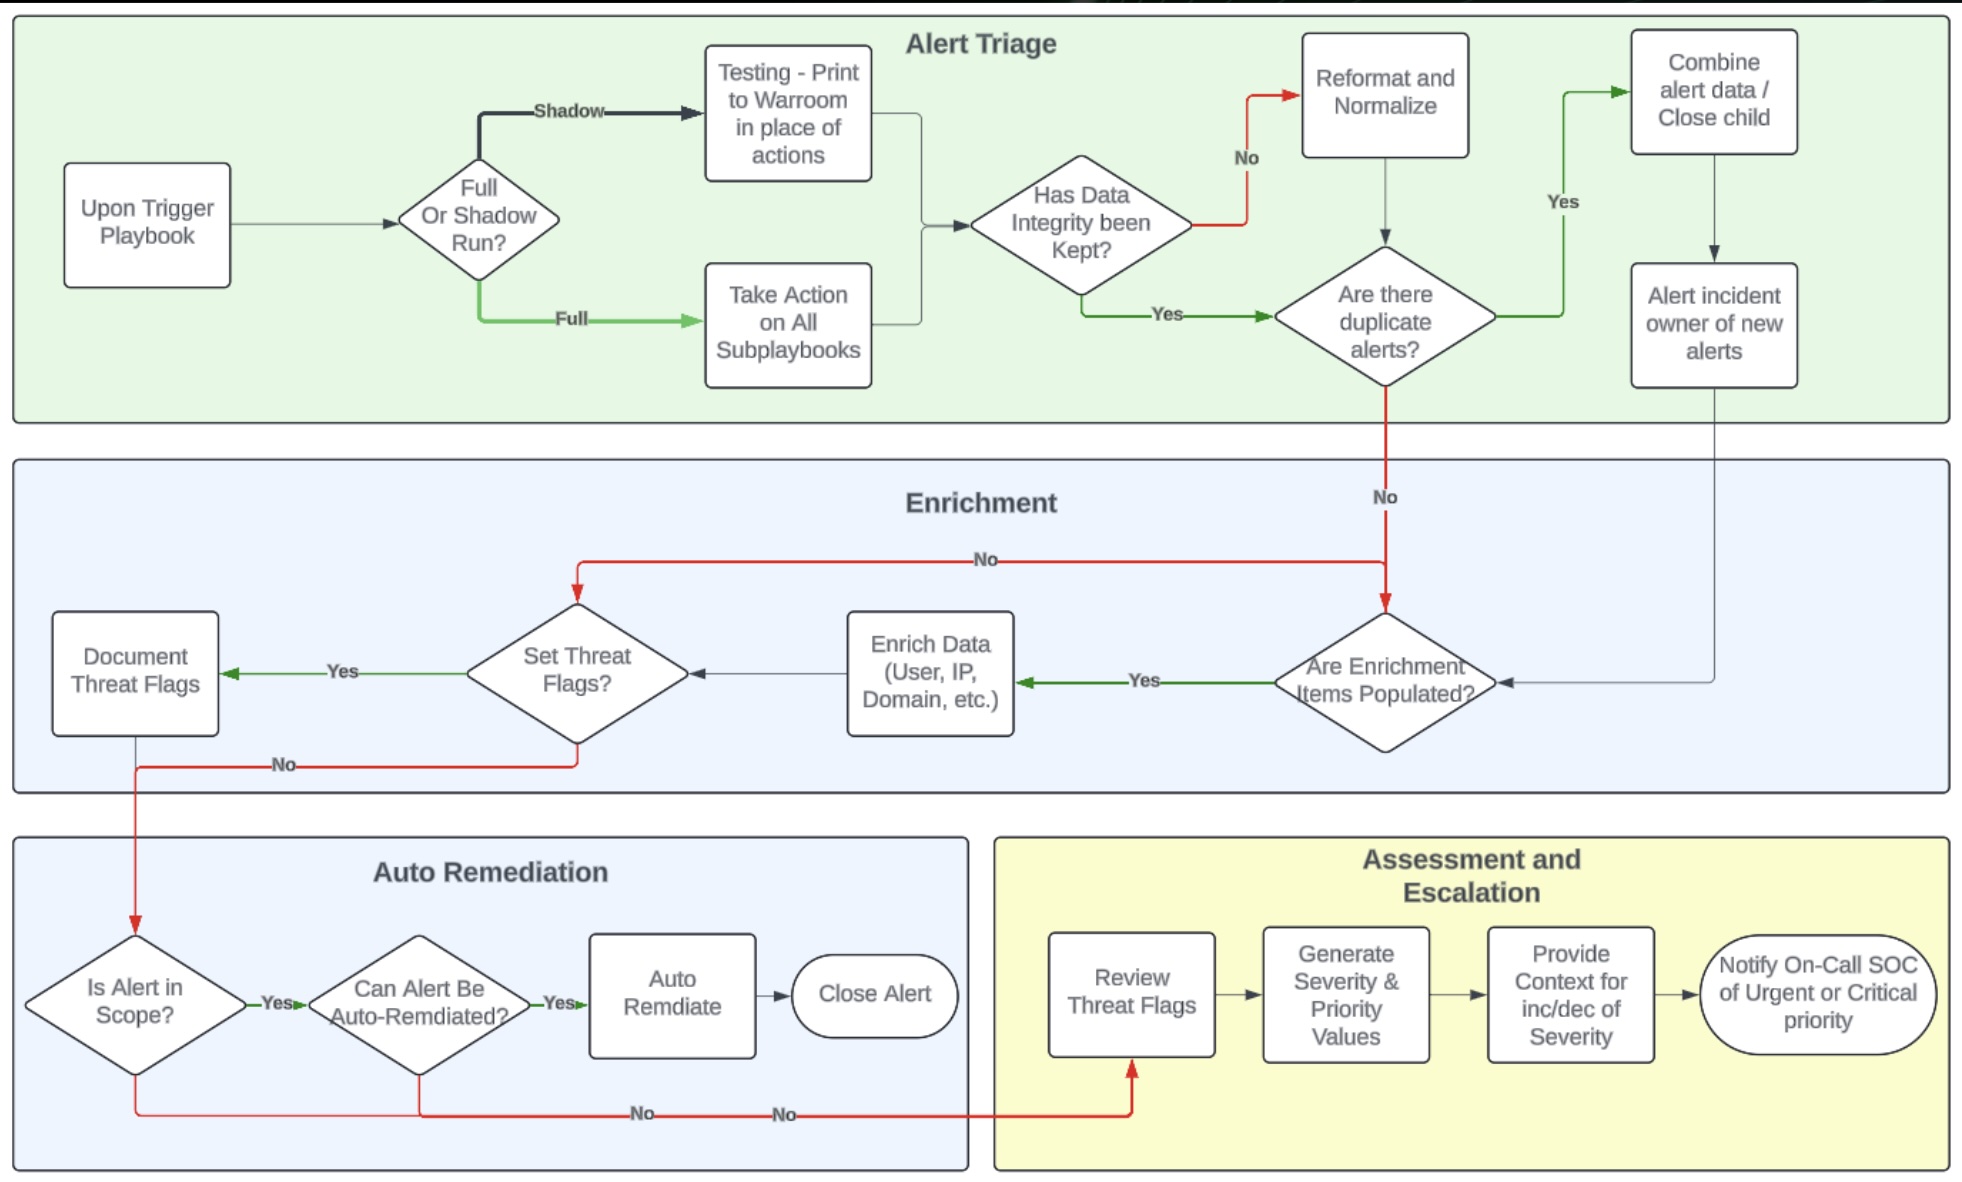 Alert Triage
Upon Trigger
Playbook
Full
Or Shadow
Run?
Shadow
Full
Testing - Print
to Warroom
in place of
actions
Take Action
on All
Subplaybooks
Has Data
Integrity been
Kept?
No
Yes
Reformat and
Normalize
Are there
duplicate
alerts?
Yes
Combine
alert data /
Close child
Alert incident
owner of new
alerts
No
Enrichment
No
Document
Threat Flags
Yes
Set Threat
Flags?
Enrich Data
(User, IP,
Domain, etc.)
Yes
Are Enrichment
Items Populated?
No
Auto Remediation
Is Alert in
Scope?
Yes
Can Alert Be
Auto-Remdiated?
Yes
Auto
Remdiate
Close Alert
No
No
Assessment and
Escalation
Review
Threat Flags
Generate
Severity &
Priority
Values
Provide
Context for
inc/dec of
Severity
Notify On-Call SOC
of Urgent or Critical
priority